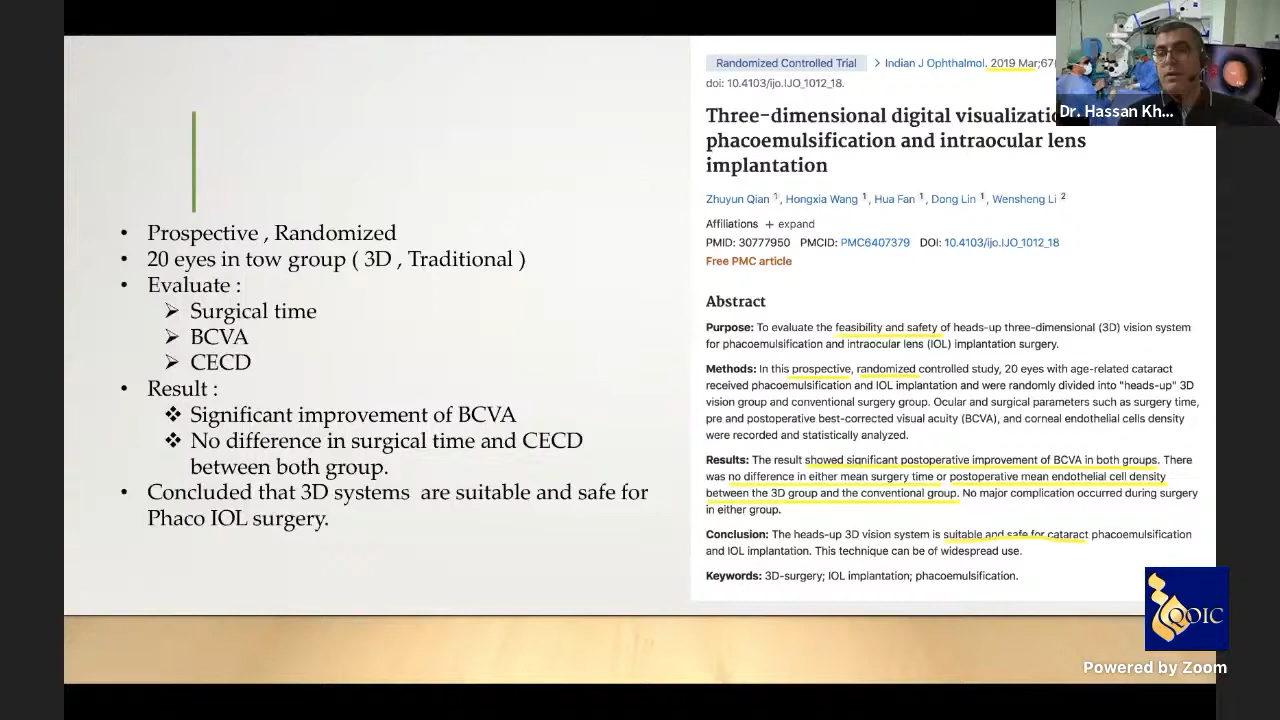 • Prospective , Randomized
• 20 eyes in tow group ( 3D , Traditional )
• Evaluate :
➢ Surgical time
➢ BCVA
➢ CECD
• Result :
❖ Significant improvement of BCVA
❖ No difference in surgical time and CECD
between both group.
• Concluded that 3D systems are suitable and safe for
Phaco IOL surgery.
Randomized Controlled Trial > Indian J Ophthalmol. 2019 Mar;67(
doi: 10.4103/ijo.IJO_1012_18.
Three-dimensional digital visualizatio
phacoemulsification and intraocular lens
implantation
Zhuyun Qian 1, Hongxia Wang 1, Hua Fan 1, Dong Lin 1, Wensheng Li 2
Affiliations + expand
PMID: 30777950 PMCID: PMC6407379 DOI: 10.4103/ijo.IJO_1012_18
Free PMC article
Abstract
Purpose: To evaluate the feasibility and safety of heads-up three-dimensional (3D) vision system
for phacoemulsification and intraocular lens (IOL) implantation surgery.
Methods: In this prospective, randomized controlled study, 20 eyes with age-related cataract
received phacoemulsification and IOL implantation and were randomly divided into "heads-up" 3D
vision group and conventional surgery group. Ocular and surgical parameters such as surgery time,
pre and postoperative best-corrected visual acuity (BCVA), and corneal endothelial cells density
were recorded and statistically analyzed.
Results: The result showed significant postoperative improvement of BCVA in both groups. There
was no difference in either mean surgery time or postoperative mean endothelial cell density
between the 3D group and the conventional group. No major complication occurred during surgery
in either group.
Conclusion: The heads-up 3D vision system is suitable and safe for cataract phacoemulsification
and IOL implantation. This technique can be of widespread use.
Keywords: 3D-surgery; IOL implantation; phacoemulsification.
Dr. Hassan Kh...
QOIC
Powered by Zoom